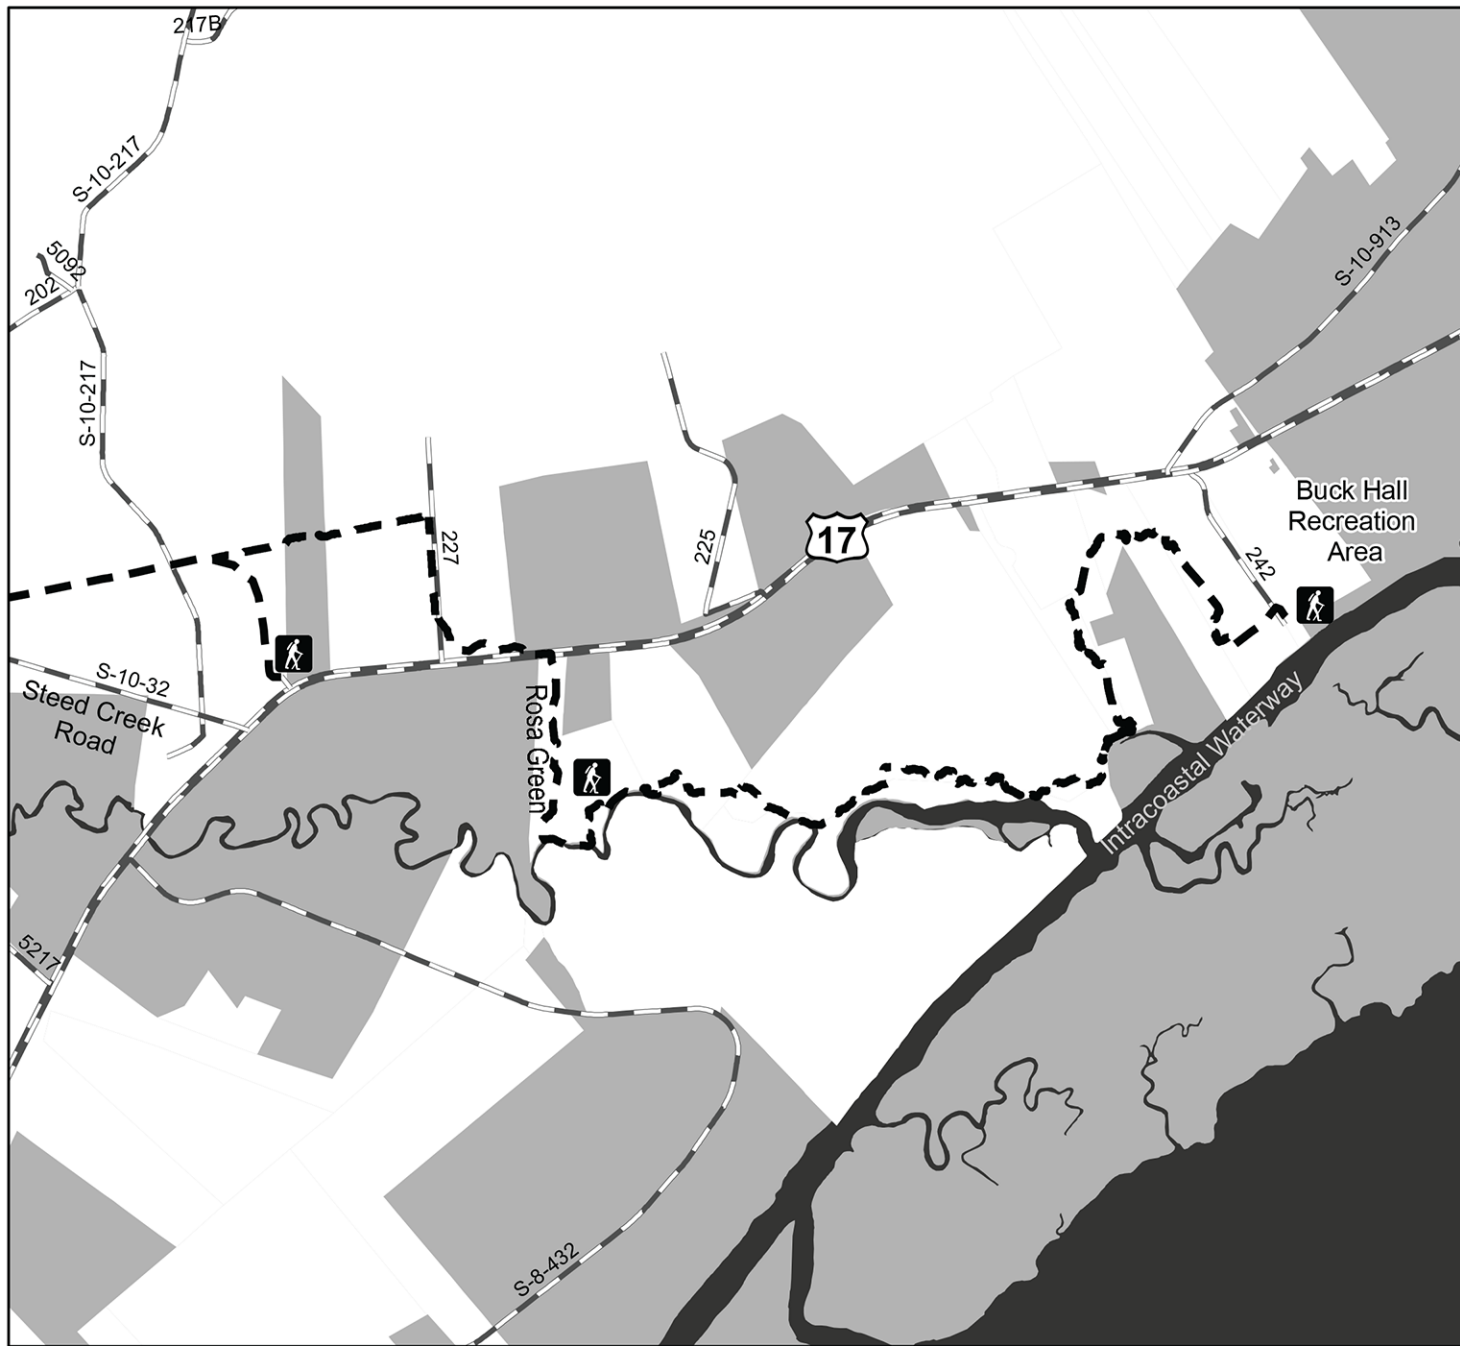 217B
S-10-217
5092
202
S-10-217
S-10-913
Buck Hall
Recreation
Area
17
227
225
242
S-10-32
Steed Creek
Road
Rosa Green
Intracoastal Waterway
5217
S-8-432